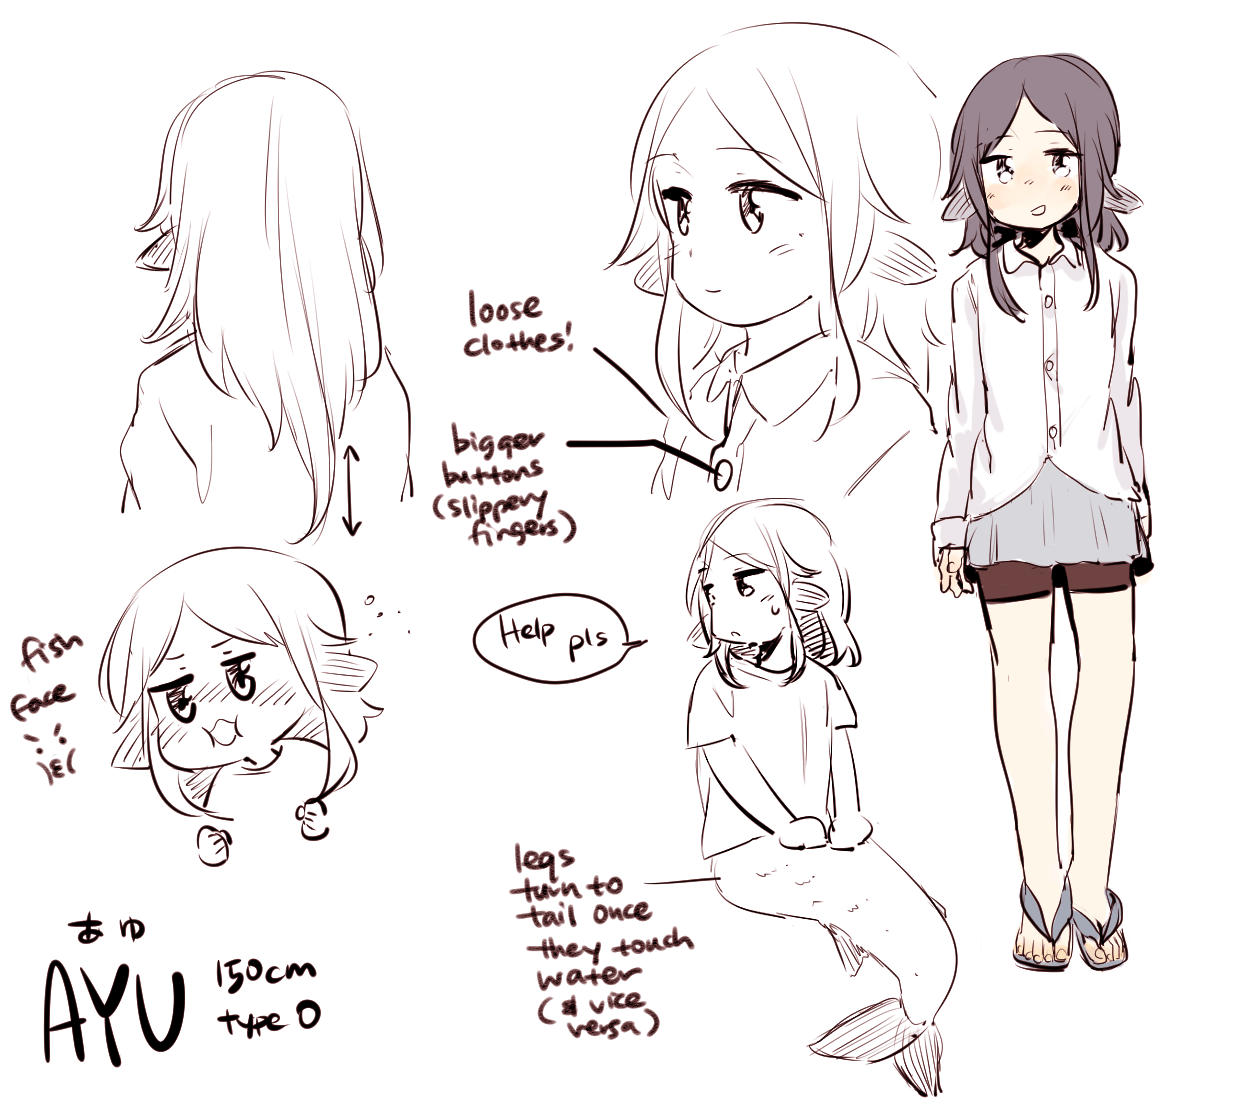 loose
clothes!
bigger
buttons
(slippery
fingers)
Help pls
fish
face
)ε(
legs
turn to
tail once
they touch
water
(& vice
versa)
あゆ
AYU
150cm
type O